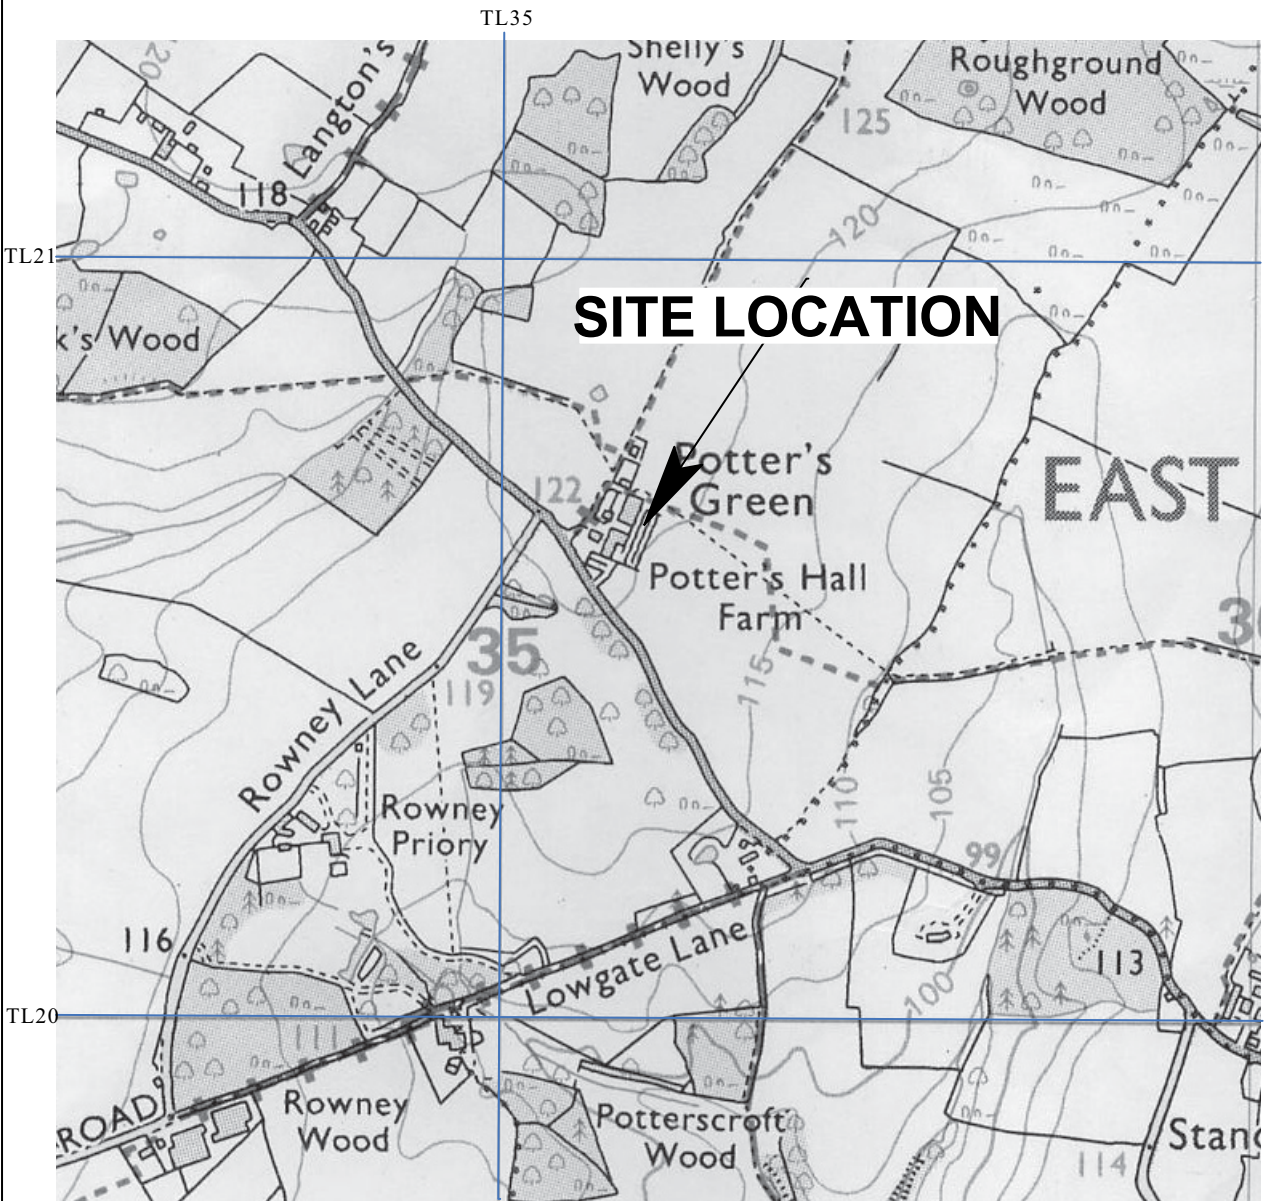 TL35
Shelly's
Wood
Roughground
Wood
Langton's
120
125
118
120
TL21
SITE LOCATION
k's Wood
Potter's
Green
EAST
122
Potter's Hall
Farm
Rowney Lane
35
119
115
110
105
Rowney
Priory
99
116
Lowgate Lane
113
100
TL20
111
ROAD
Rowney
Wood
Potterscroft
Wood
Stand
114